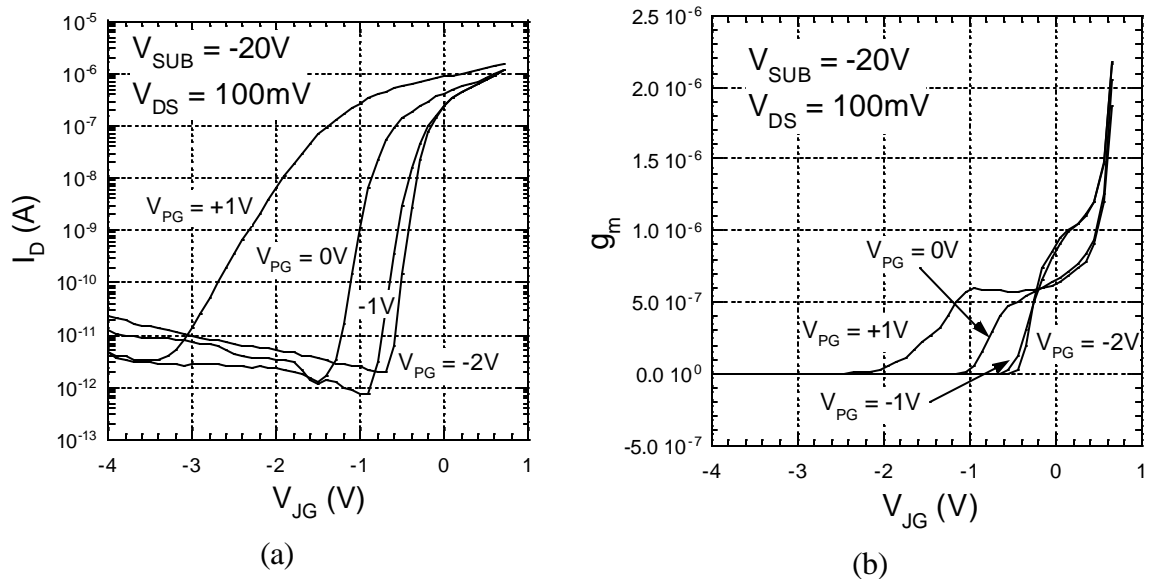 V_SUB = -20V
V_DS = 100mV
V_PG = +1V
V_PG = 0V
-1V
V_PG = -2V
10^-5
10^-6
10^-7
10^-8
10^-9
10^-10
10^-11
10^-12
10^-13
I_D (A)
-4 -3 -2 -1 0 1
V_JG (V)
(a)
V_SUB = -20V
V_DS = 100mV
V_PG = 0V
V_PG = +1V
V_PG = -2V
V_PG = -1V
2.5 10^-6
2.0 10^-6
1.5 10^-6
1.0 10^-6
5.0 10^-7
0.0 10^0
-5.0 10^-7
g_m
-4 -3 -2 -1 0 1
V_JG (V)
(b)